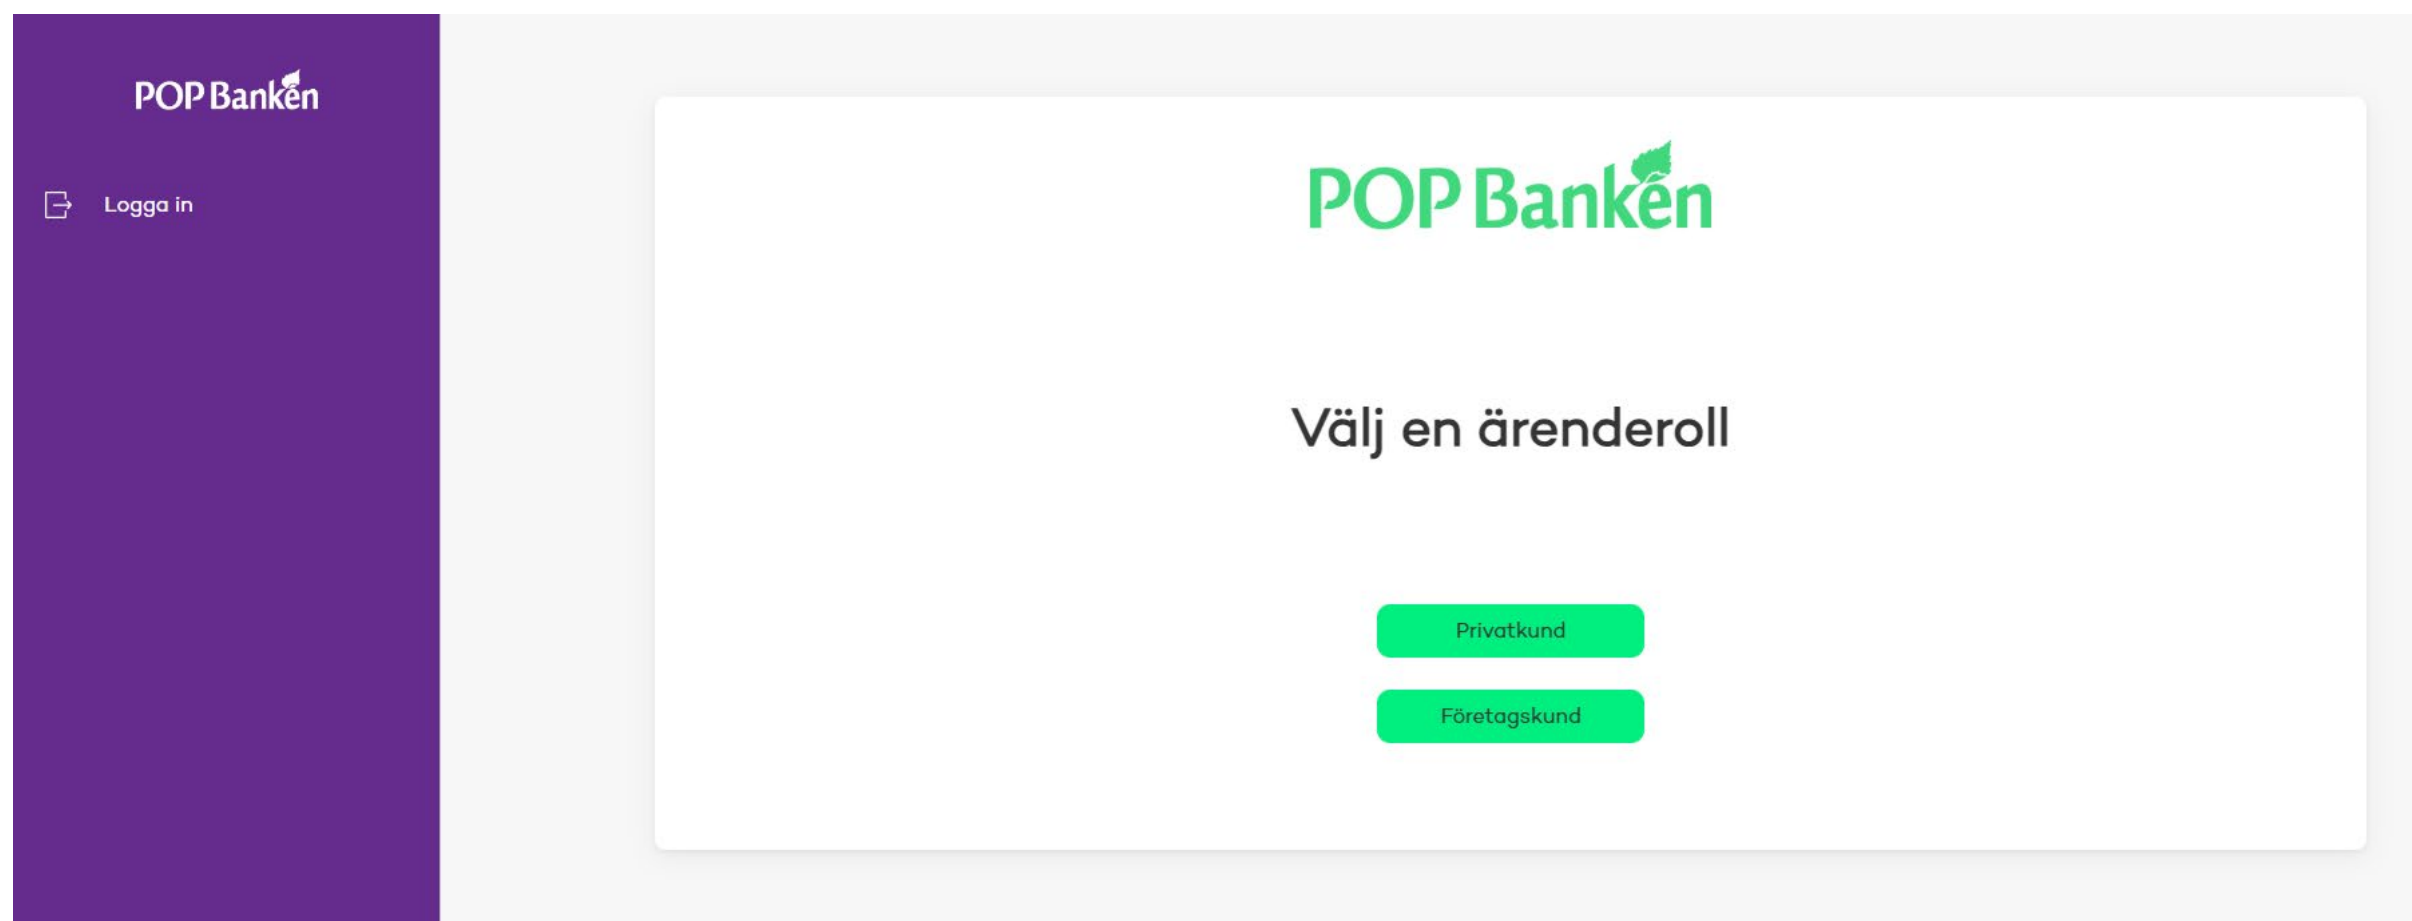 POP Banken
Logga in
POP Banken
Välj en ärenderoll
Privatkund
Företagskund